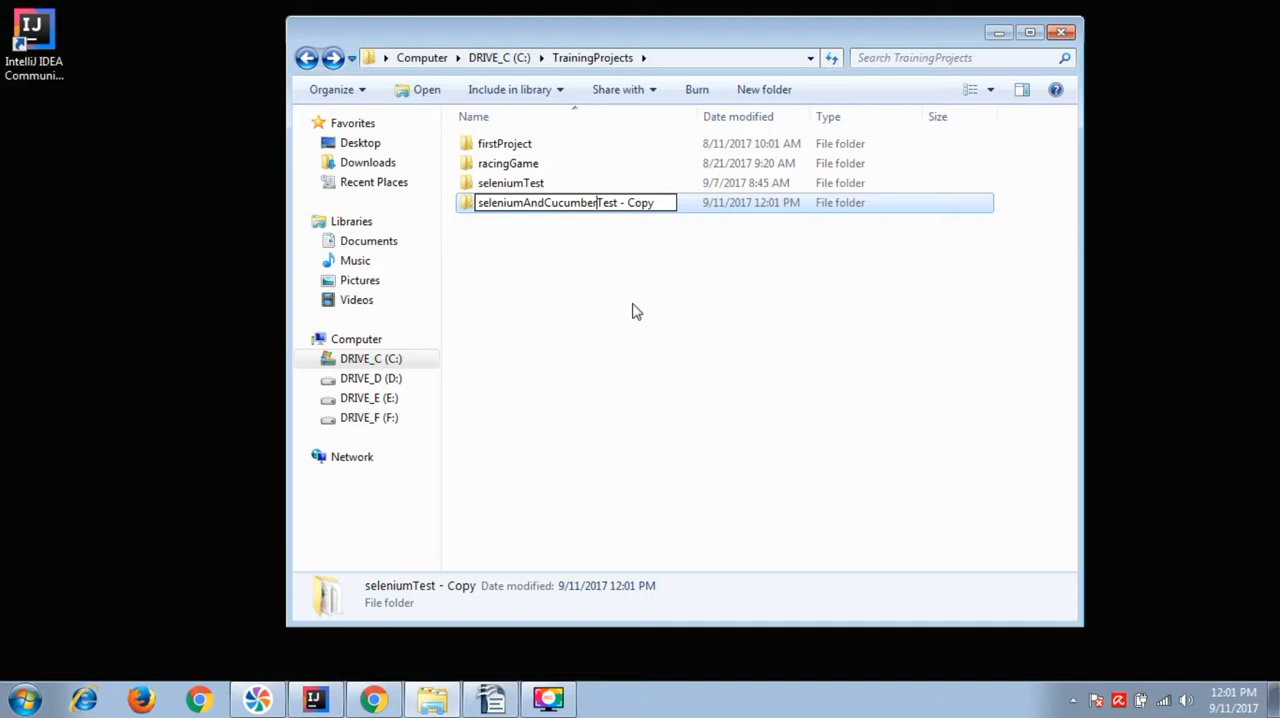 IntelliJ IDEA
Communi...
Computer
DRIVE_C (C:)
TrainingProjects
Search TrainingProjects
Organize
Open
Include in library
Share with
Burn
New folder
Name
Date modified
Type
Size
Favorites
Desktop
Downloads
Recent Places
Libraries
Documents
Music
Pictures
Videos
Computer
DRIVE_C (C:)
DRIVE_D (D:)
DRIVE_E (E:)
DRIVE_F (F:)
Network
firstProject 8/11/2017 10:01 AM File folder
racingGame 8/21/2017 9:20 AM File folder
seleniumTest 9/7/2017 8:45 AM File folder
seleniumAndCucumberTest - Copy 9/11/2017 12:01 PM File folder
seleniumTest - Copy Date modified: 9/11/2017 12:01 PM
File folder
12:01 PM
9/11/2017